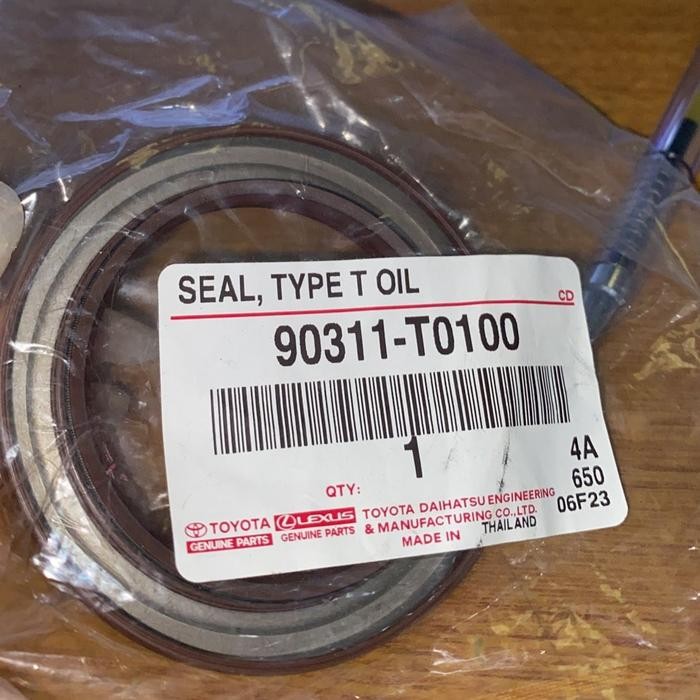 SEAL, TYPE T OIL
CD
90311-T0100
1
4A
650
06F23
QTY:
TOYOTA
GENUINE PARTS
LEXUS
GENUINE PARTS
TOYOTA DAIHATSU ENGINEERING
& MANUFACTURING CO.,LTD.
MADE IN THAILAND